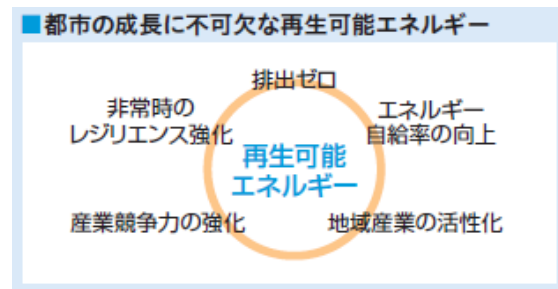 ■都市の成長に不可欠な再生可能エネルギー
排出ゼロ
非常時の
レジリエンス強化
エネルギー
自給率の向上
再生可能
エネルギー
産業競争力の強化
地域産業の活性化